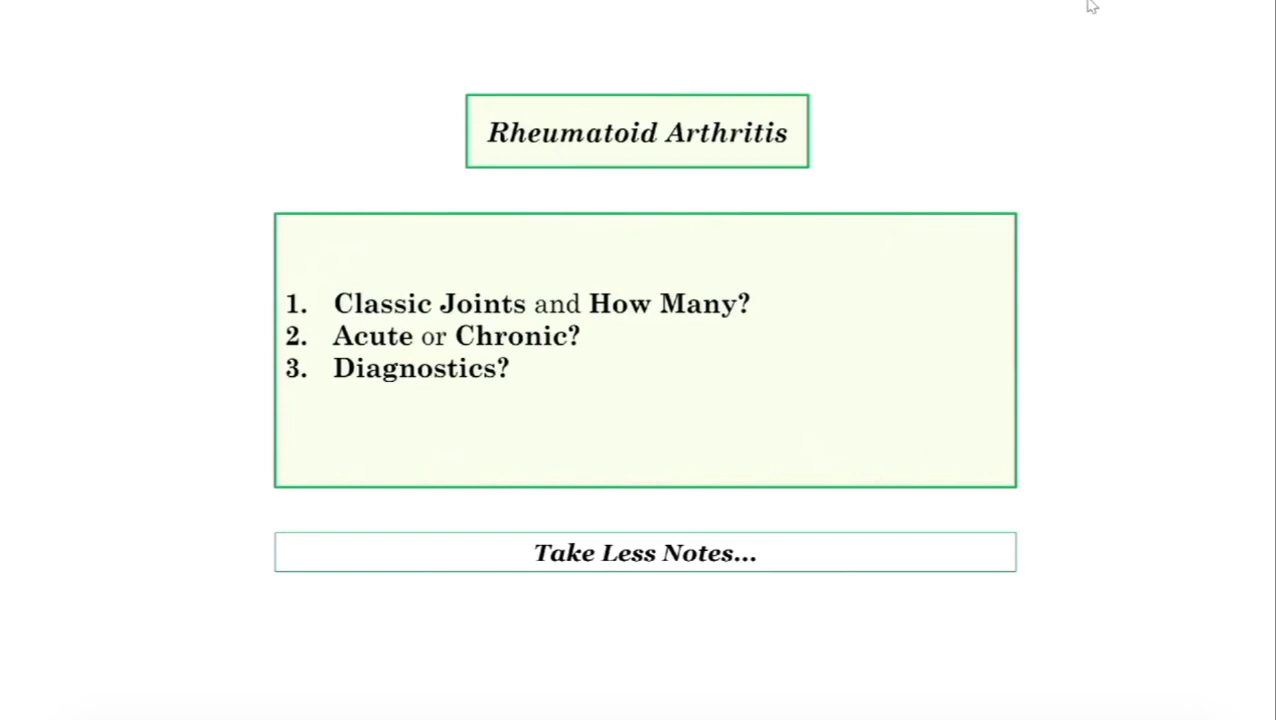 Rheumatoid Arthritis
1. Classic Joints and How Many?
2. Acute or Chronic?
3. Diagnostics?
Take Less Notes...